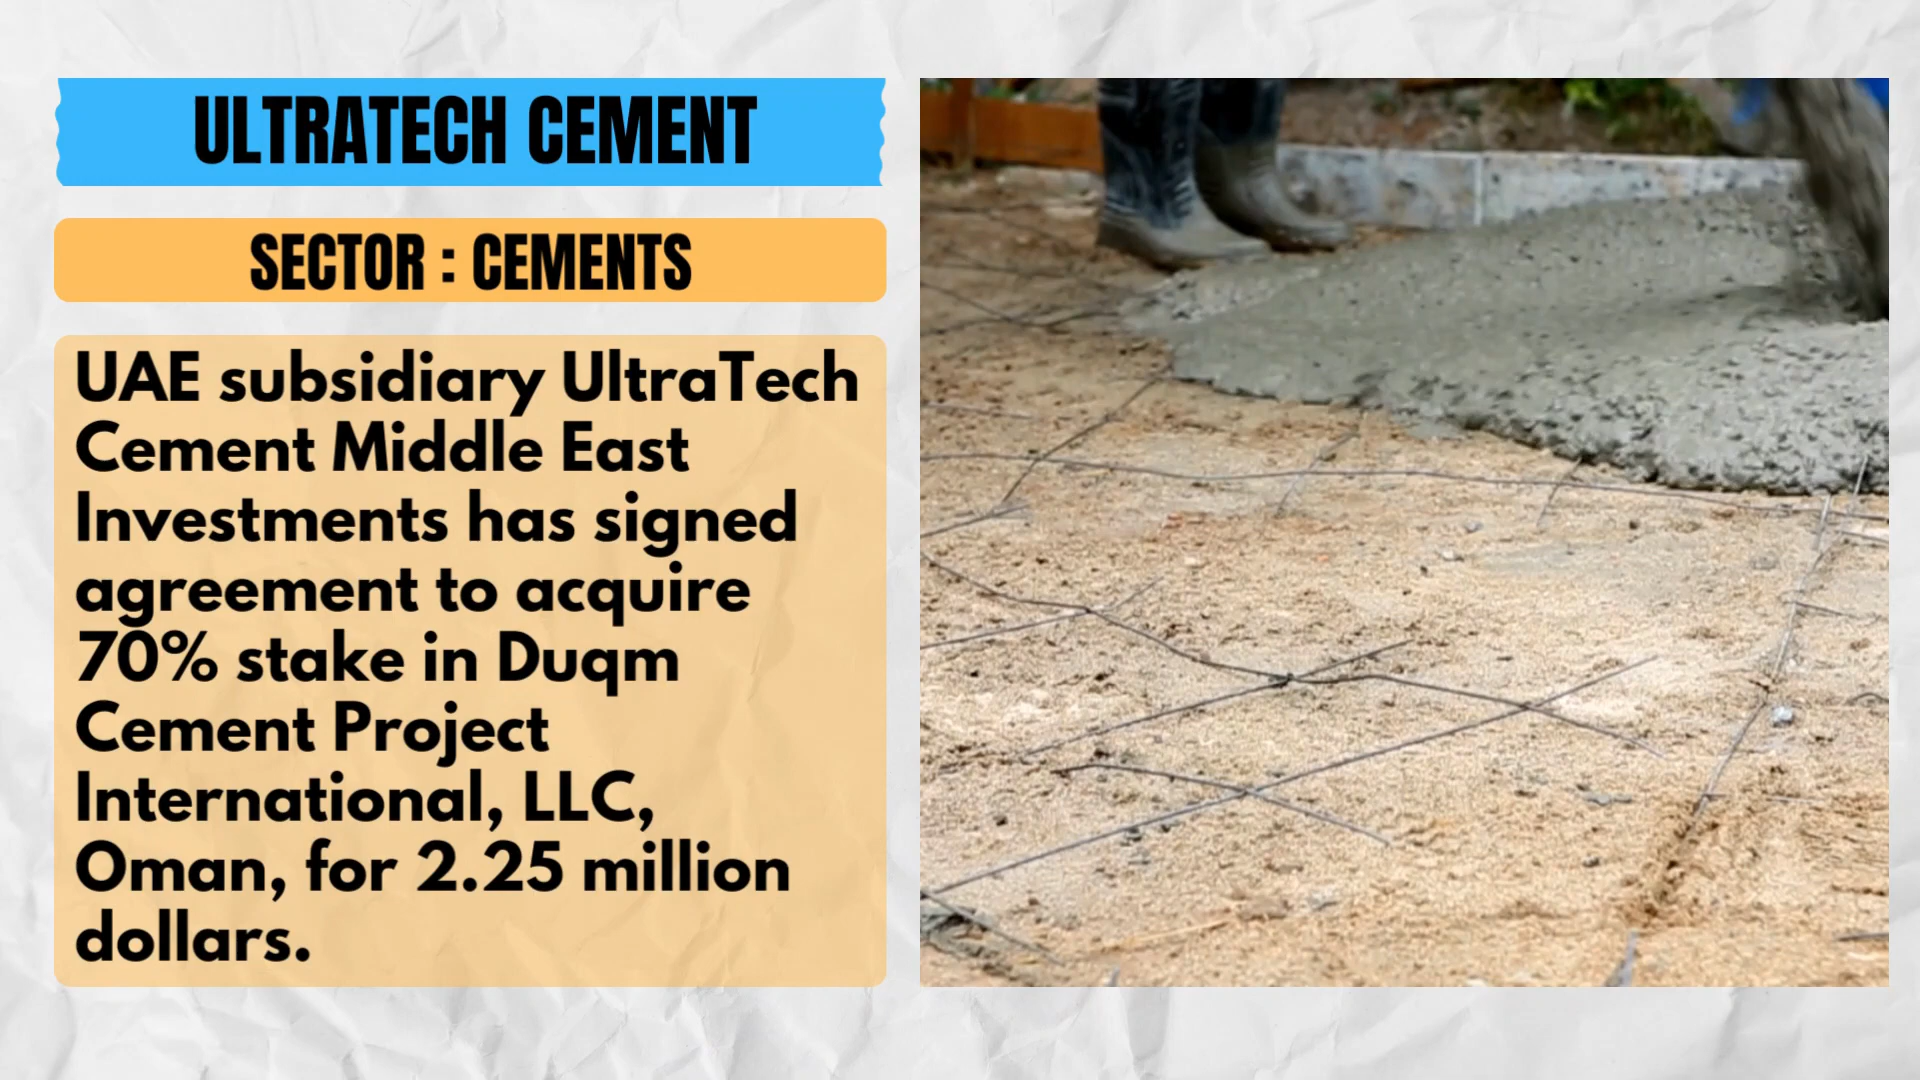 ULTRATECH CEMENT
SECTOR : CEMENTS
UAE subsidiary UltraTech
Cement Middle East
Investments has signed
agreement to acquire
70% stake in Duqm
Cement Project
International, LLC,
Oman, for 2.25 million
dollars.